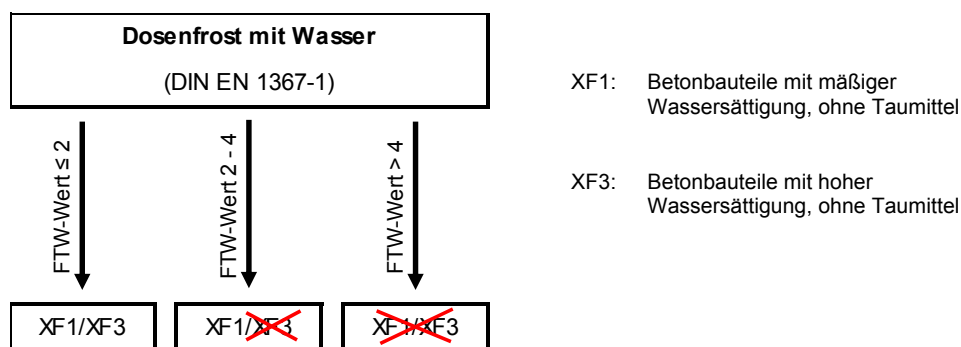 Dosenfrost mit Wasser
(DIN EN 1367-1)
XF1: Betonbauteile mit mäßiger
Wassersättigung, ohne Taumittel
XF3: Betonbauteile mit hoher
Wassersättigung, ohne Taumittel
FTW-Wert ≤ 2
FTW-Wert 2 - 4
FTW-Wert > 4
XF1/XF3
XF1/XF3
XF1/XF3